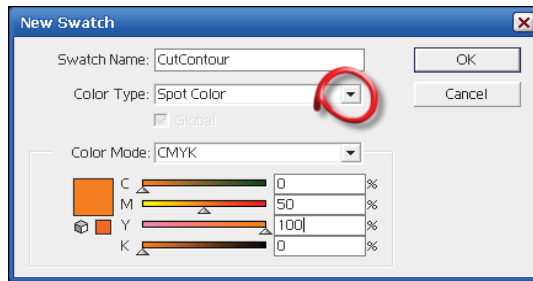 New Swatch
Swatch Name: CutContour
OK
Color Type: Spot Color
Cancel
Global
Color Mode: CMYK
C 0 %
M 50 %
Y 100 %
K 0 %